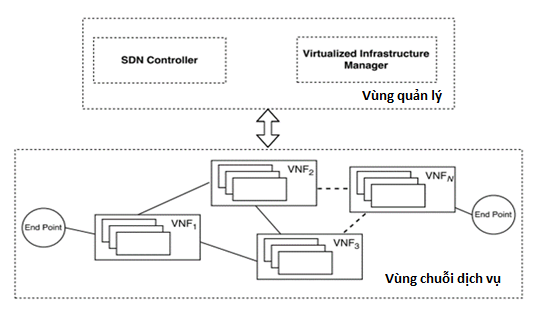 SDN Controller
Virtualized Infrastructure
Manager
Vùng quản lý
VNF2
VNFN
End Point
VNF1
End Point
VNF3
Vùng chuỗi dịch vụ